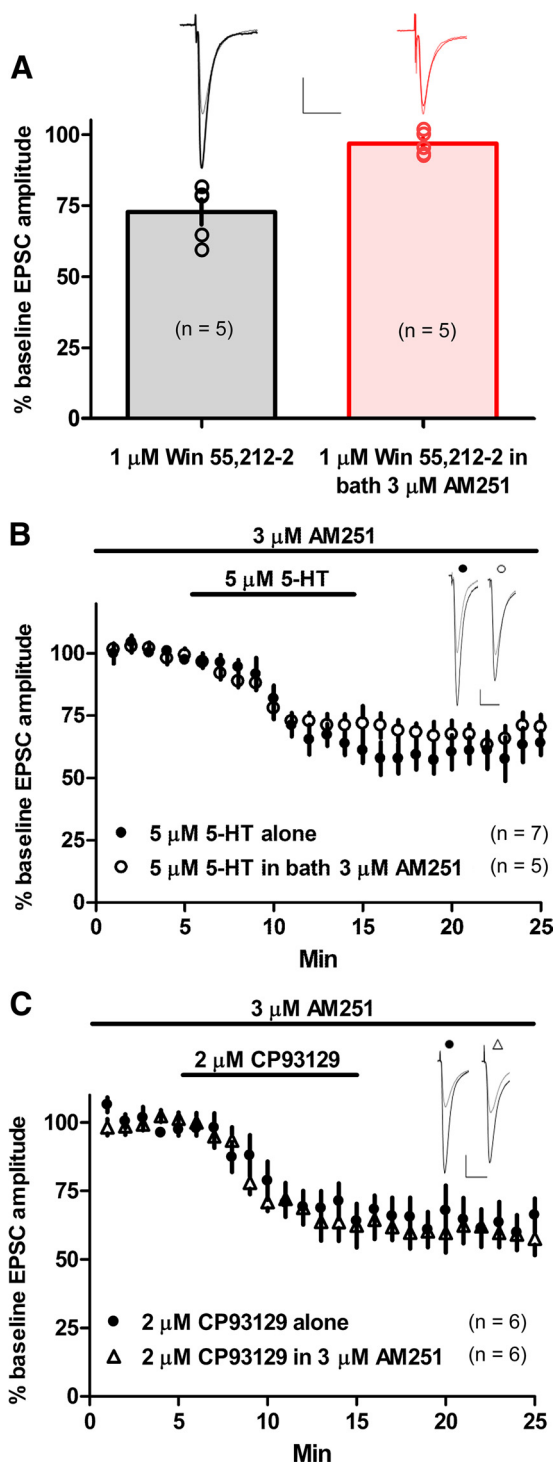 A
% baseline EPSC amplitude
100
75
50
25
0
(n = 5)
(n = 5)
1 μM Win 55,212-2
1 μM Win 55,212-2 in
bath 3 μM AM251
B
3 μM AM251
5 μM 5-HT
% baseline EPSC amplitude
100
75
50
25
0
5 μM 5-HT alone (n = 7)
5 μM 5-HT in bath 3 μM AM251 (n = 5)
0 5 10 15 20 25
Min
C
3 μM AM251
2 μM CP93129
% baseline EPSC amplitude
100
75
50
25
0
2 μM CP93129 alone (n = 6)
2 μM CP93129 in 3 μM AM251 (n = 6)
0 5 10 15 20 25
Min